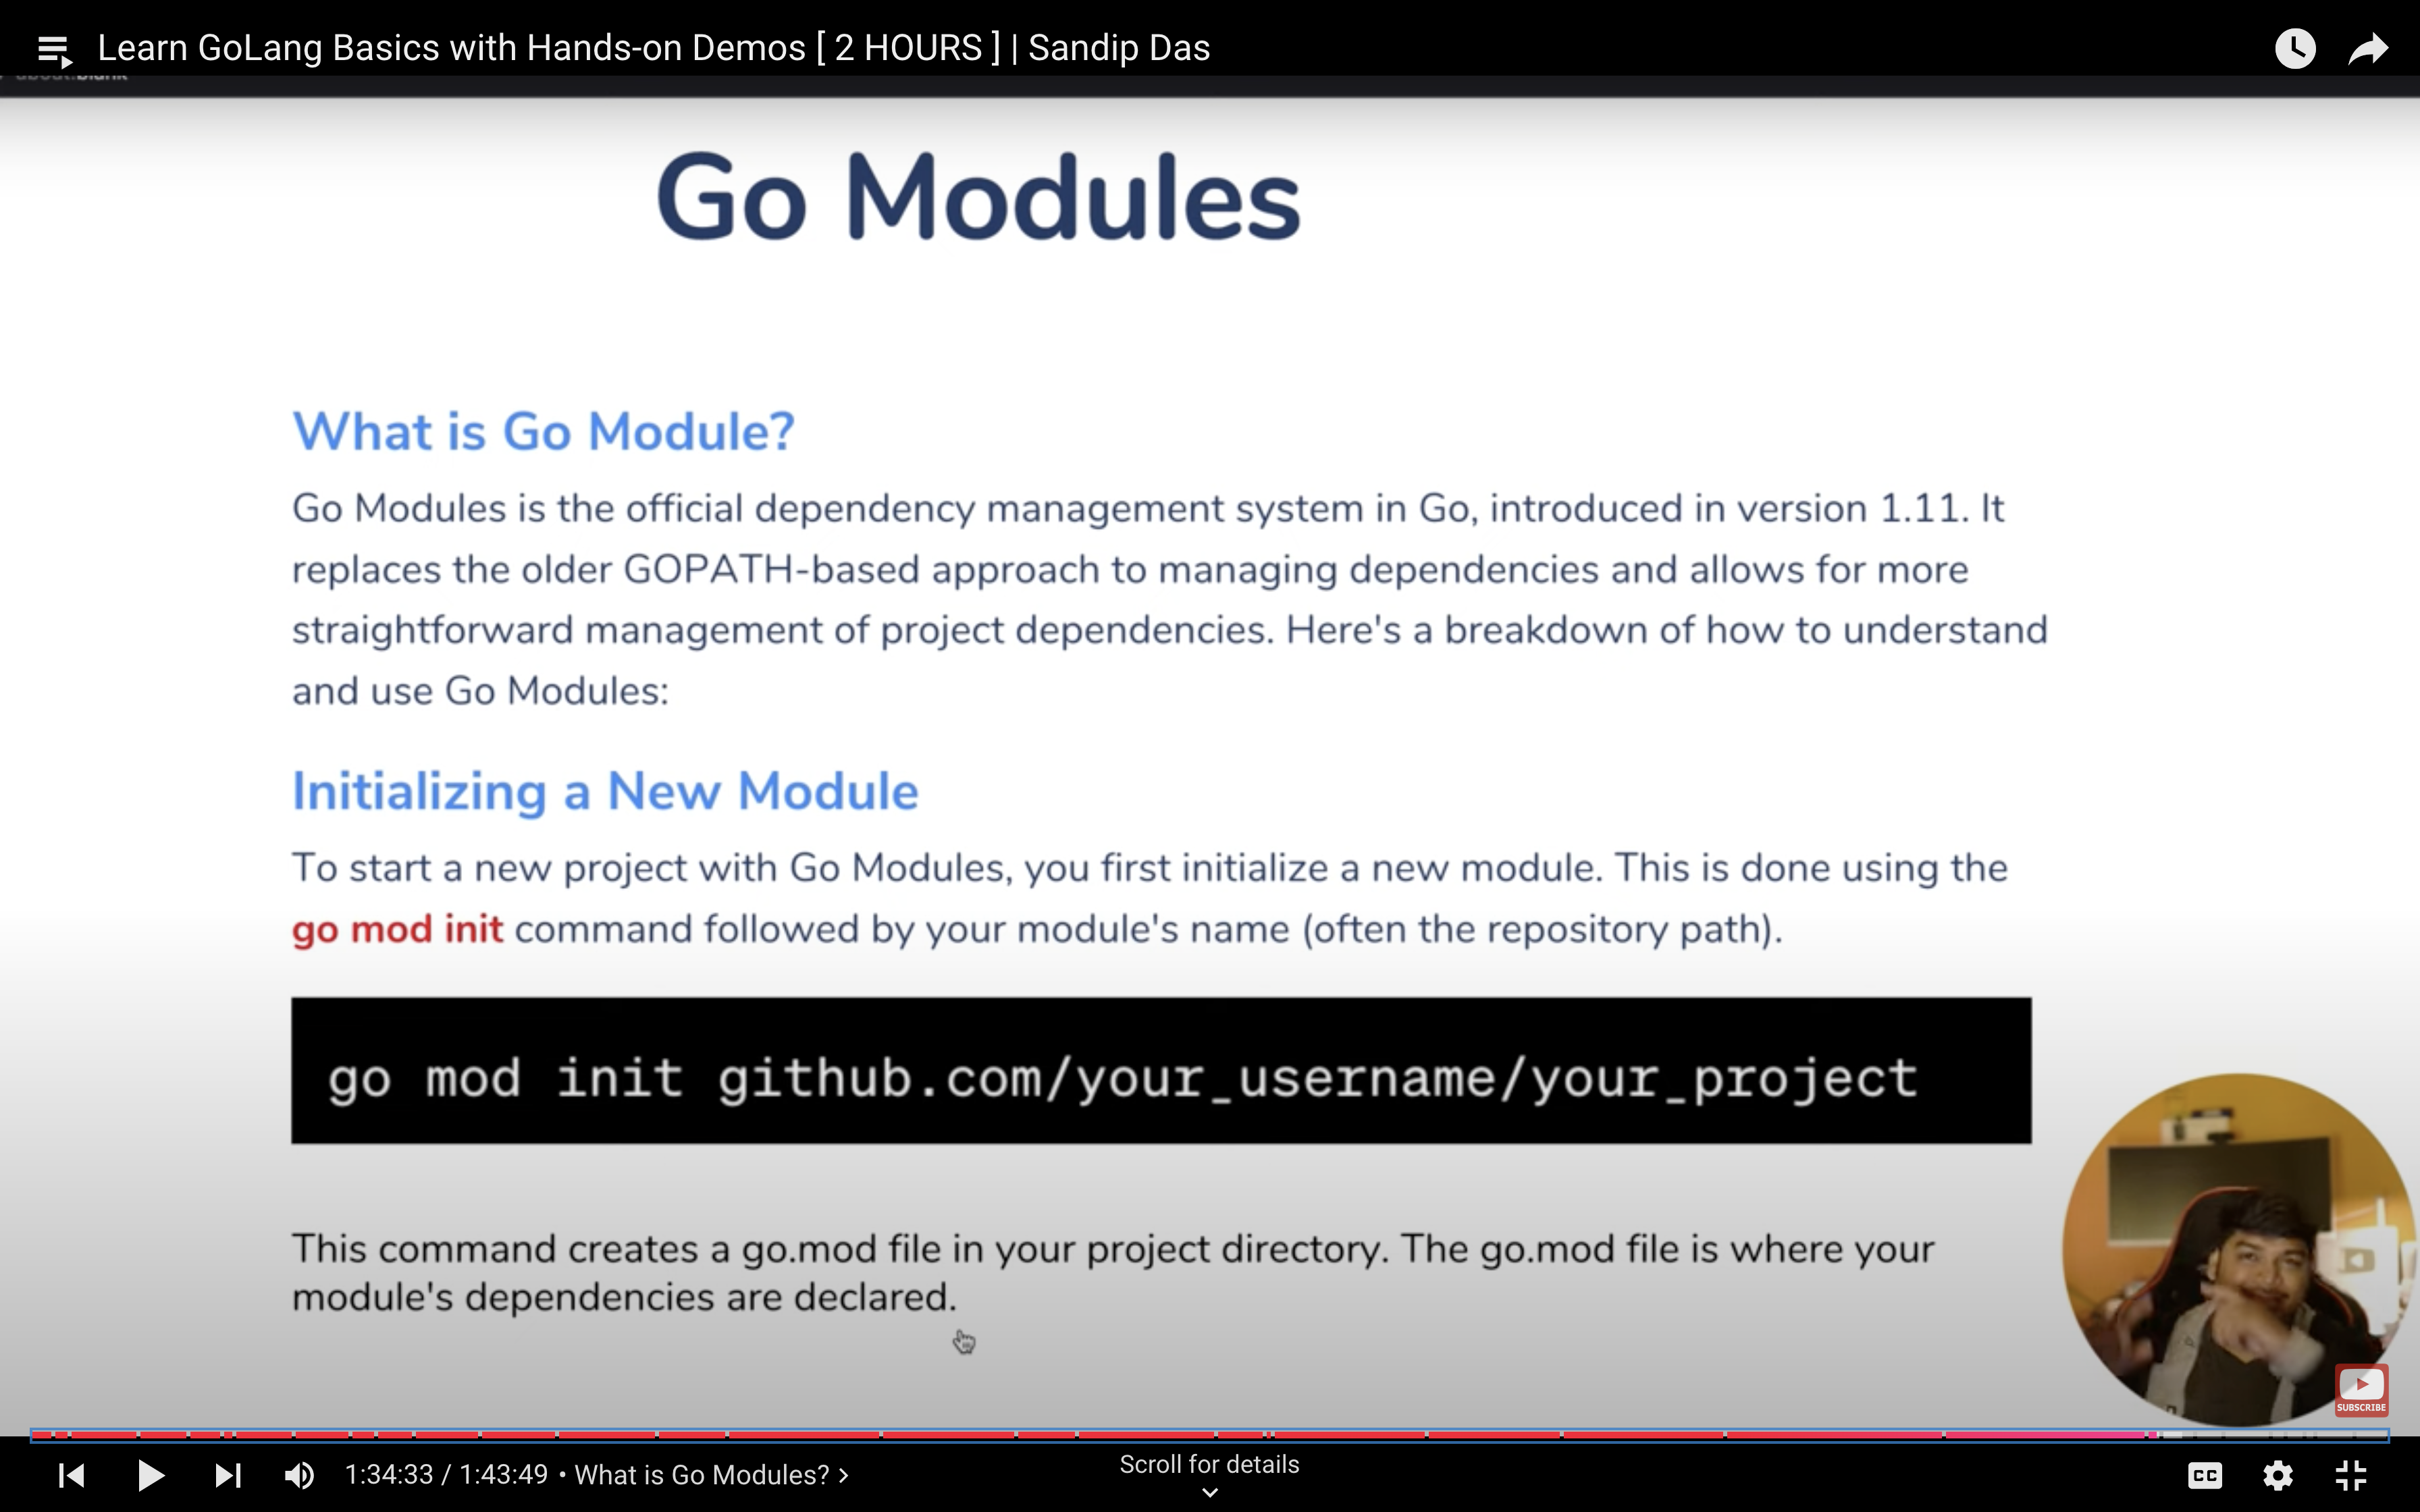 Learn GoLang Basics with Hands-on Demos [ 2 HOURS ] | Sandip Das
about:blank
Go Modules
What is Go Module?
Go Modules is the official dependency management system in Go, introduced in version 1.11. It
replaces the older GOPATH-based approach to managing dependencies and allows for more
straightforward management of project dependencies. Here's a breakdown of how to understand
and use Go Modules:
Initializing a New Module
To start a new project with Go Modules, you first initialize a new module. This is done using the
go mod init command followed by your module's name (often the repository path).
go mod init github.com/your_username/your_project
This command creates a go.mod file in your project directory. The go.mod file is where your
module's dependencies are declared.
SUBSCRIBE
1:34:33 / 1:43:49 • What is Go Modules? ›
Scroll for details
CC